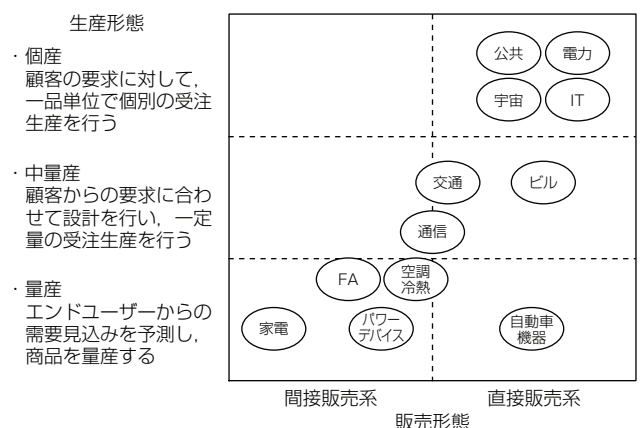 生産形態
・個産
顧客の要求に対して，
一品単位で個別の受注
生産を行う
・中量産
顧客からの要求に合わ
せて設計を行い，一定
量の受注生産を行う
・量産
エンドユーザーからの
需要見込みを予測し，
商品を量産する
公共
電力
宇宙
IT
交通
ビル
通信
FA
空調
冷熱
家電
パワー
デバイス
自動車
機器
間接販売系
直接販売系
販売形態